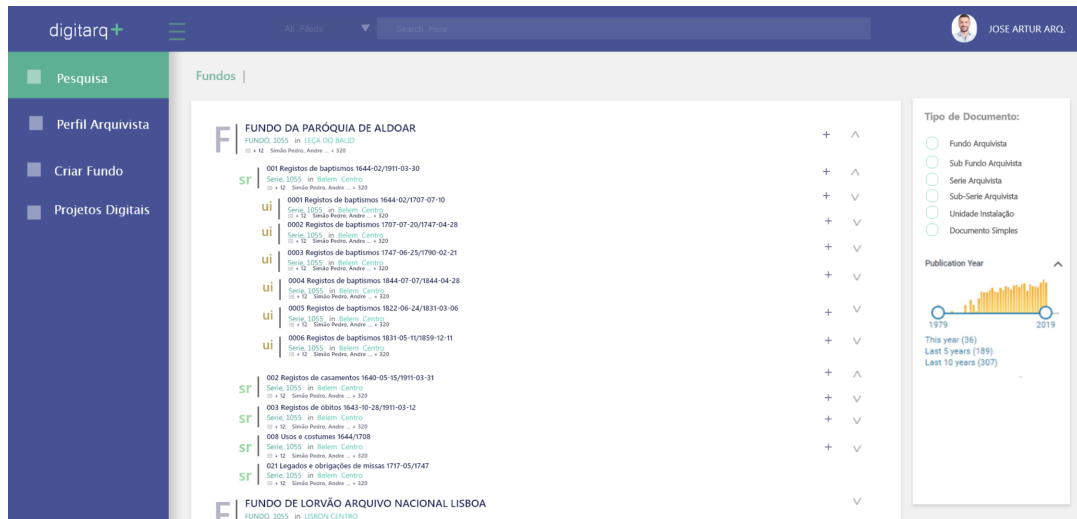 digitarq+
All Fileds
Search Here
JOSE ARTUR ARQ.
Pesquisa
Perfil Arquivista
Criar Fundo
Projetos Digitais
Fundos |
F
FUNDO DA PARÓQUIA DE ALDOAR
FUNDO, 1055 in LEÇA DO BALIO
+ 12 Simão Pedro, Andre ... + 320
sr
001 Registos de baptismos 1644-02/1911-03-30
Serie, 1055 in Belem Centro
+ 12 Simão Pedro, Andre ... + 320
ui
0001 Registos de baptismos 1644-02/1707-07-10
Serie, 1055 in Belem Centro
+ 12 Simão Pedro, Andre ... + 320
ui
0002 Registos de baptismos 1707-07-20/1747-04-28
Serie, 1055 in Belem Centro
+ 12 Simão Pedro, Andre ... + 320
ui
0003 Registos de baptismos 1747-06-25/1790-02-21
Serie, 1055 in Belem Centro
+ 12 Simão Pedro, Andre ... + 320
ui
0004 Registos de baptismos 1844-07-07/1844-04-28
Serie, 1055 in Belem Centro
+ 12 Simão Pedro, Andre ... + 320
ui
0005 Registos de baptismos 1822-06-24/1831-03-06
Serie, 1055 in Belem Centro
+ 12 Simão Pedro, Andre ... + 320
ui
0006 Registos de baptismos 1831-05-11/1859-12-11
Serie, 1055 in Belem Centro
+ 12 Simão Pedro, Andre ... + 320
sr
002 Registos de casamentos 1640-05-15/1911-03-31
Serie, 1055 in Belem Centro
+ 12 Simão Pedro, Andre ... + 320
sr
003 Registos de óbitos 1643-10-28/1911-03-12
Serie, 1055 in Belem Centro
+ 12 Simão Pedro, Andre ... + 320
sr
008 Usos e costumes 1644/1708
Serie, 1055 in Belem Centro
+ 12 Simão Pedro, Andre ... + 320
sr
021 Legados e obrigações de missas 1717-05/1747
Serie, 1055 in Belem Centro
+ 12 Simão Pedro, Andre ... + 320
F
FUNDO DE LORVÃO ARQUIVO NACIONAL LISBOA
FUNDO, 1055 in LISBON CENTRO
Tipo de Documento:
Fundo Arquivista
Sub Fundo Arquivista
Serie Arquivista
Sub-Serie Arquivista
Unidade Instalação
Documento Simples
Publication Year
1979 2019
This year (36)
Last 5 years (189)
Last 10 years (307)